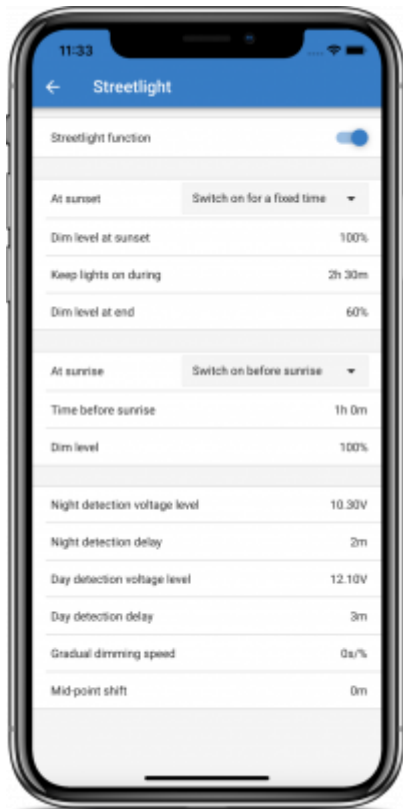 11:33
Streetlight
Streetlight function
At sunset Switch on for a fixed time
Dim level at sunset 100%
Keep lights on during 2h 30m
Dim level at end 60%
At sunrise Switch on before sunrise
Time before sunrise 1h 0m
Dim level 100%
Night detection voltage level 10.30V
Night detection delay 2m
Day detection voltage level 12.10V
Day detection delay 3m
Gradual dimming speed 0s/%
Mid-point shift 0m